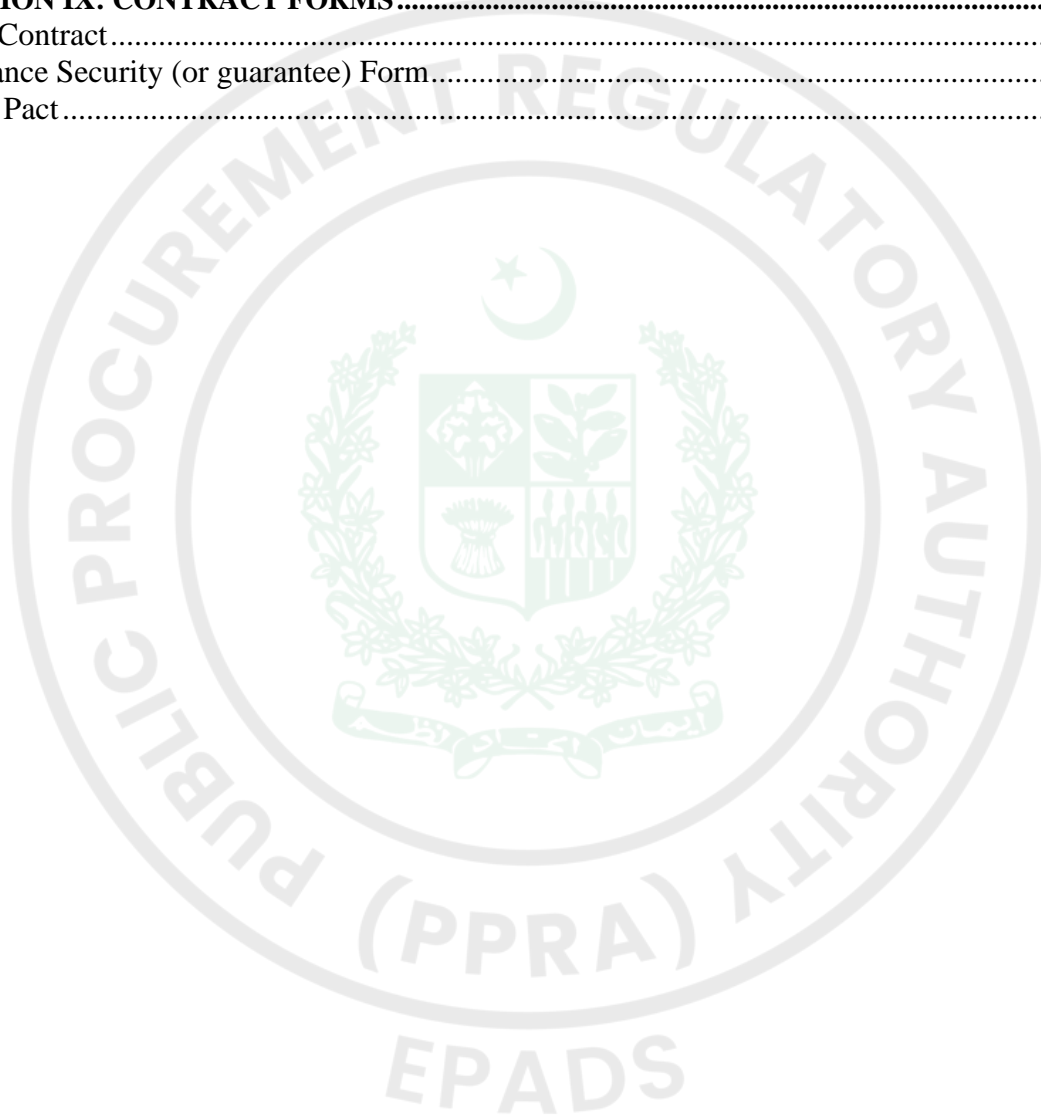 ION IX: CONTRACT FORMS....................................................................................
Contract....................................................................................
ance Security (or guarantee) Form....................................................................................
Pact....................................................................................
PUBLIC PROCUREMENT REGULATORY AUTHORITY
(PPRA)
EPADS